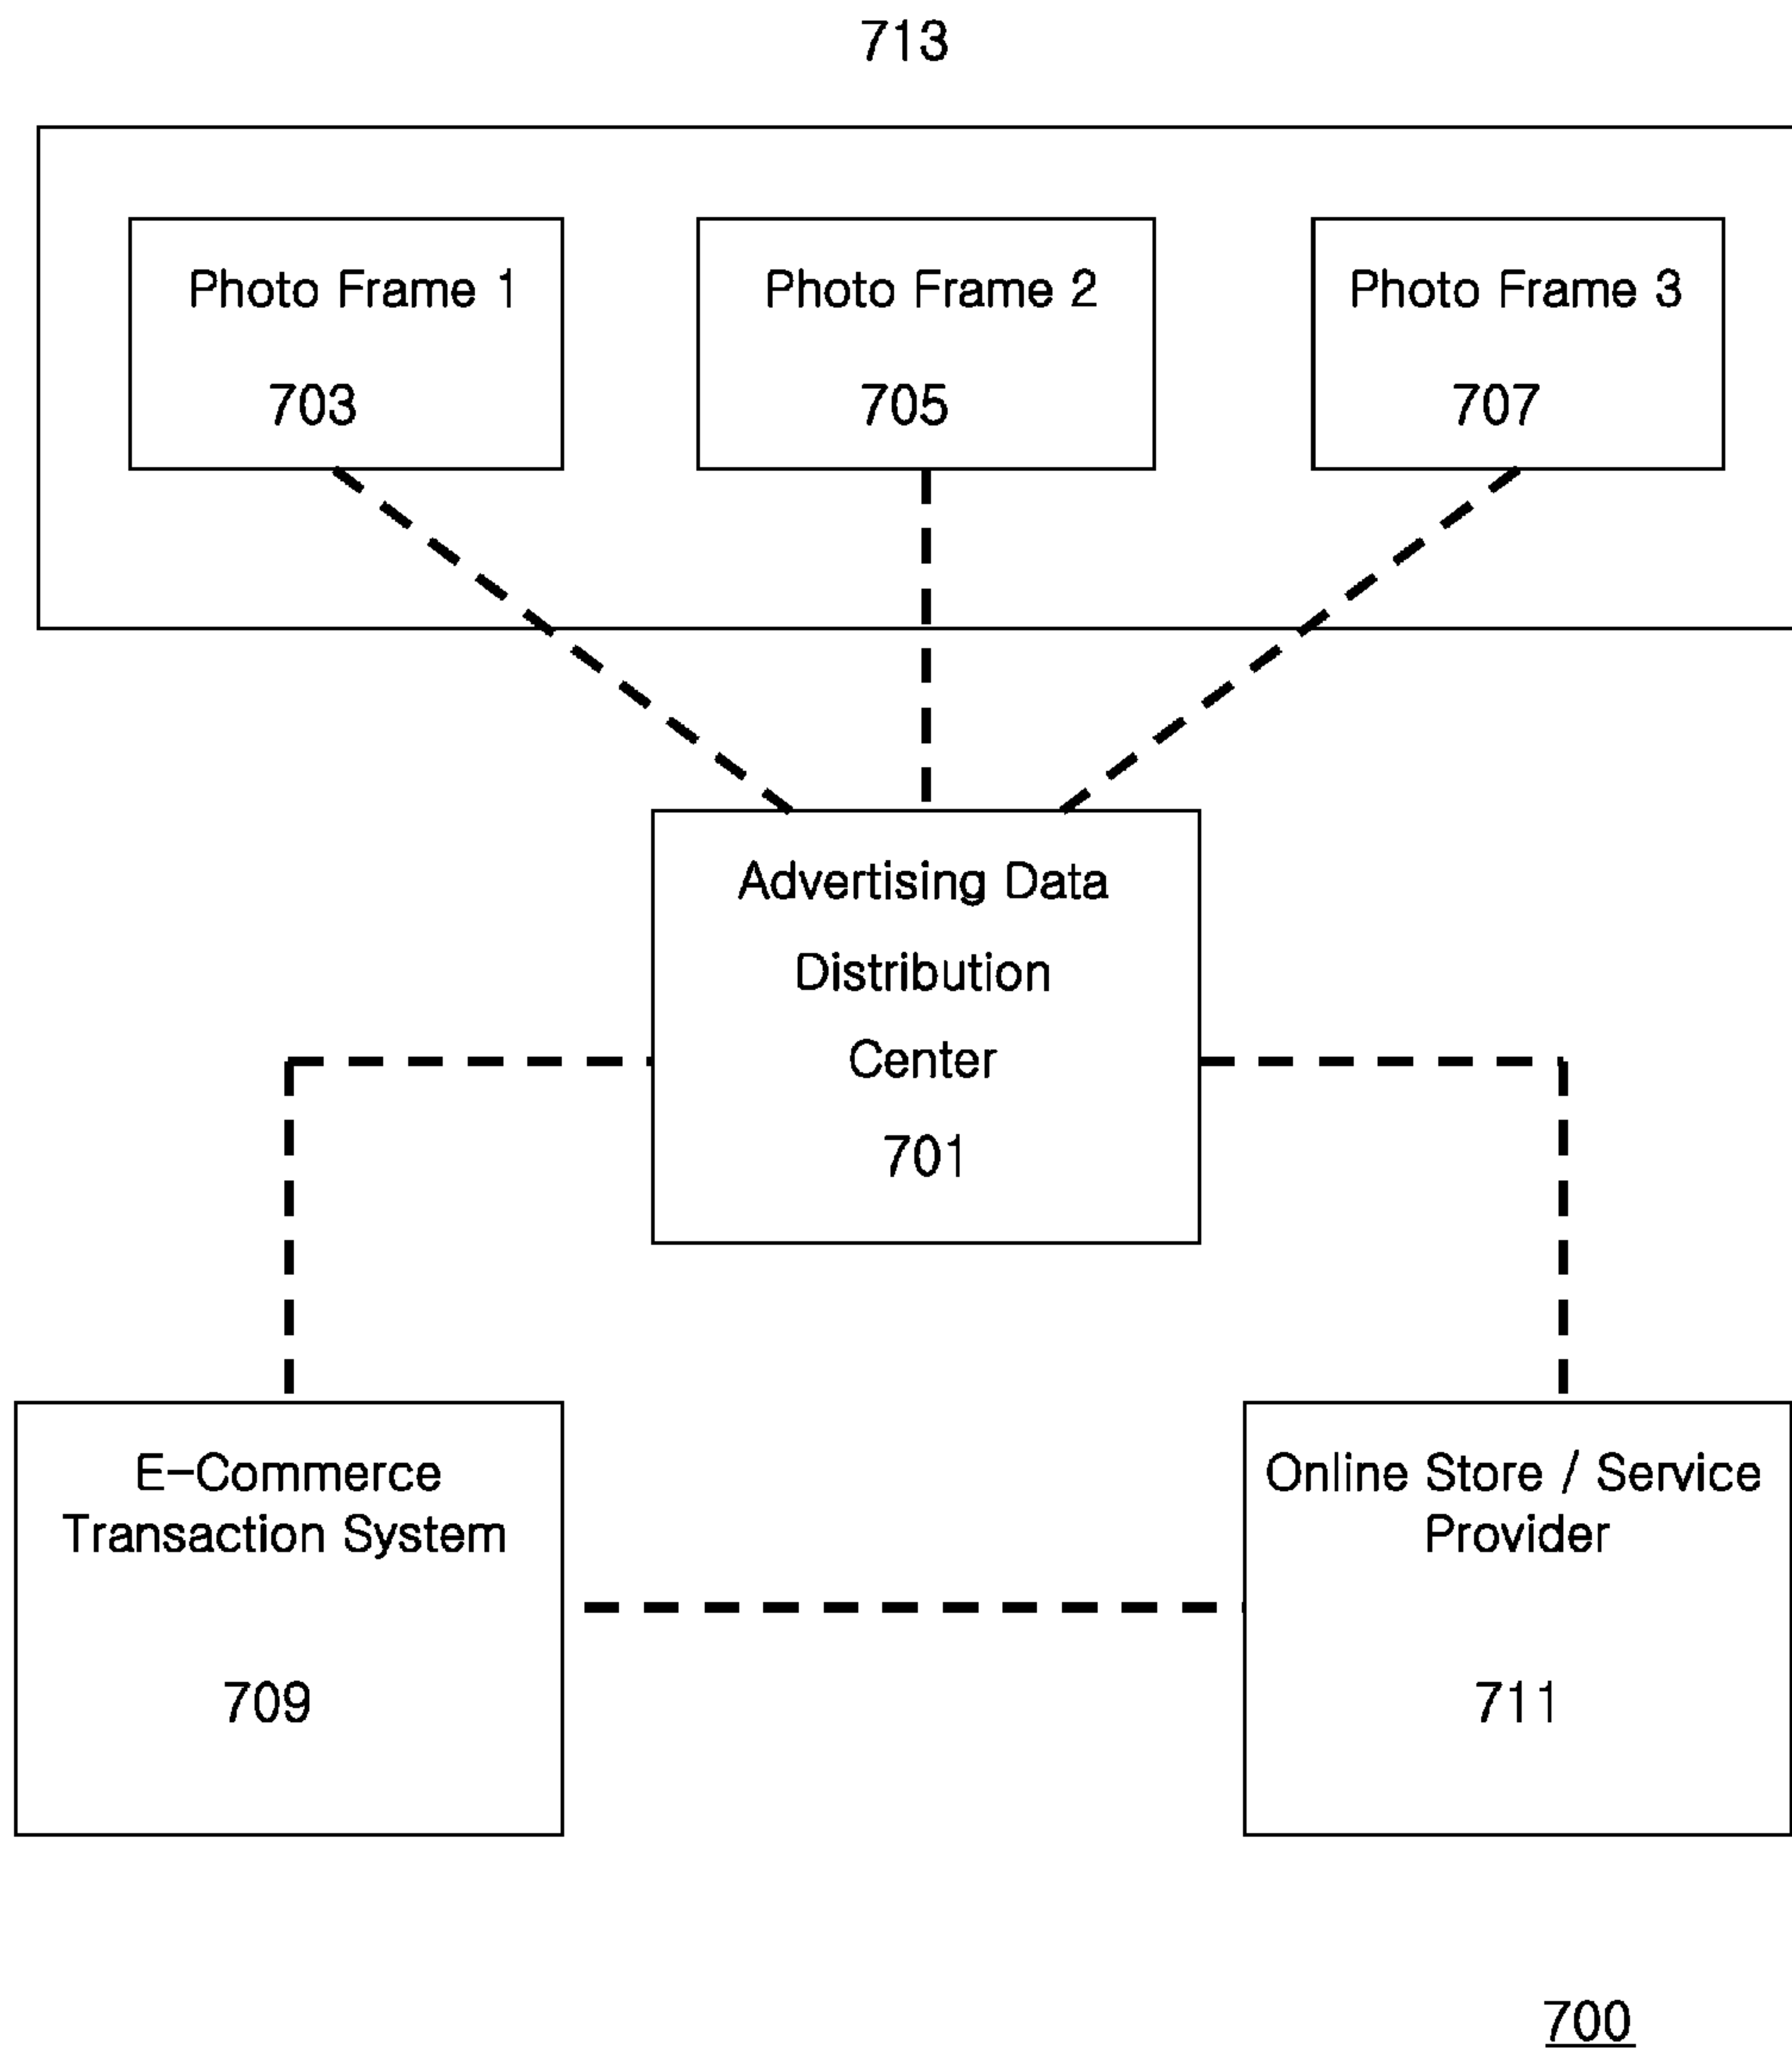 713
Photo Frame 1
703
Photo Frame 2
705
Photo Frame 3
707
Advertising Data
Distribution
Center
701
E-Commerce
Transaction System
709
Online Store / Service
Provider
711
700